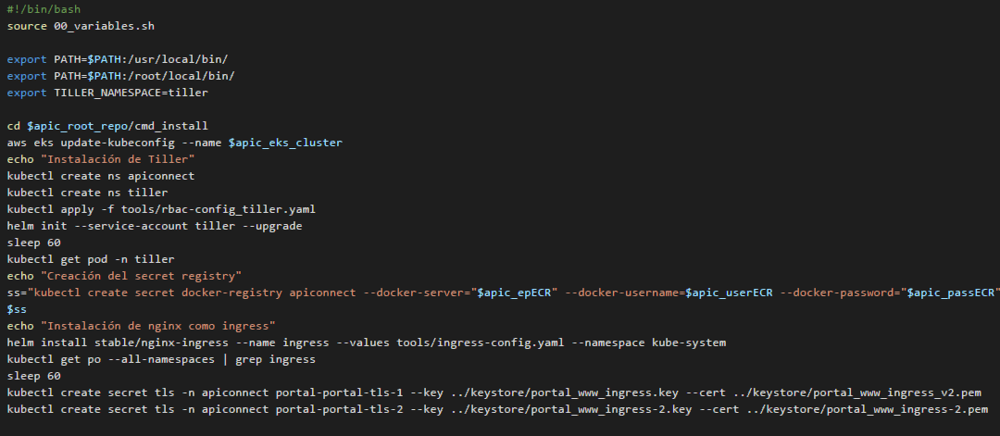 #!/bin/bash
source 00_variables.sh
export PATH=$PATH:/usr/local/bin/
export PATH=$PATH:/root/local/bin/
export TILLER_NAMESPACE=tiller
cd $apic_root_repo/cmd_install
aws eks update-kubeconfig --name $apic_eks_cluster
echo "Instalación de Tiller"
kubectl create ns apiconnect
kubectl create ns tiller
kubectl apply -f tools/rbac-config_tiller.yaml
helm init --service-account tiller --upgrade
sleep 60
kubectl get pod -n tiller
echo "Creación del secret registry"
ss="kubectl create secret docker-registry apiconnect --docker-server="$apic_epECR" --docker-username=$apic_userECR --docker-password="$apic_passECR"
$ss
echo "Instalación de nginx como ingress"
helm install stable/nginx-ingress --name ingress --values tools/ingress-config.yaml --namespace kube-system
kubectl get po --all-namespaces | grep ingress
sleep 60
kubectl create secret tls -n apiconnect portal-portal-tls-1 --key ../keystore/portal_www_ingress.key --cert ../keystore/portal_www_ingress_v2.pem
kubectl create secret tls -n apiconnect portal-portal-tls-2 --key ../keystore/portal_www_ingress-2.key --cert ../keystore/portal_www_ingress-2.pem